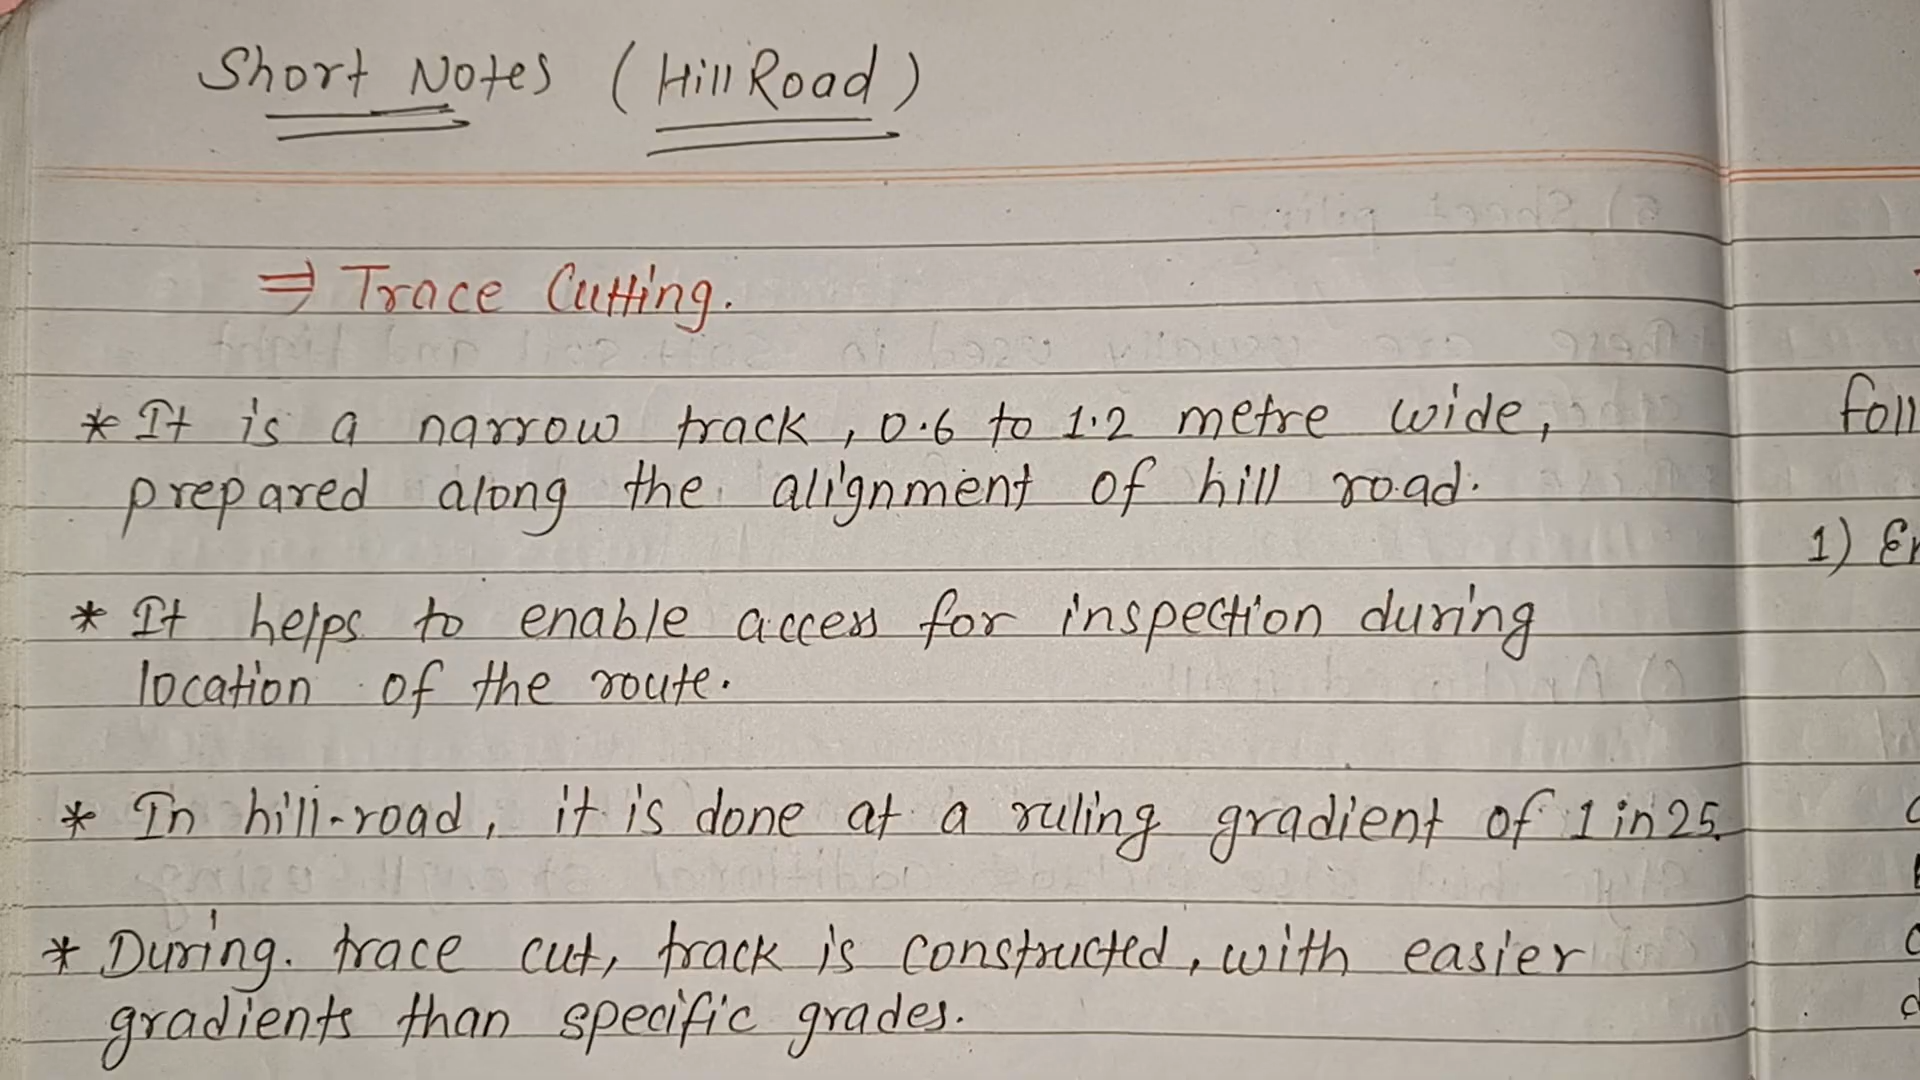 Short Notes (Hill Road)
⇒ Trace Cutting.
* It is a narrow track, 0.6 to 1.2 metre wide,
prepared along the alignment of hill road.
* It helps to enable access for inspection during
location of the route.
* In hill-road, it is done at a ruling gradient of 1 in 25.
* During. trace cut, track is constructed, with easier
gradients than specific grades.
foll
1) En